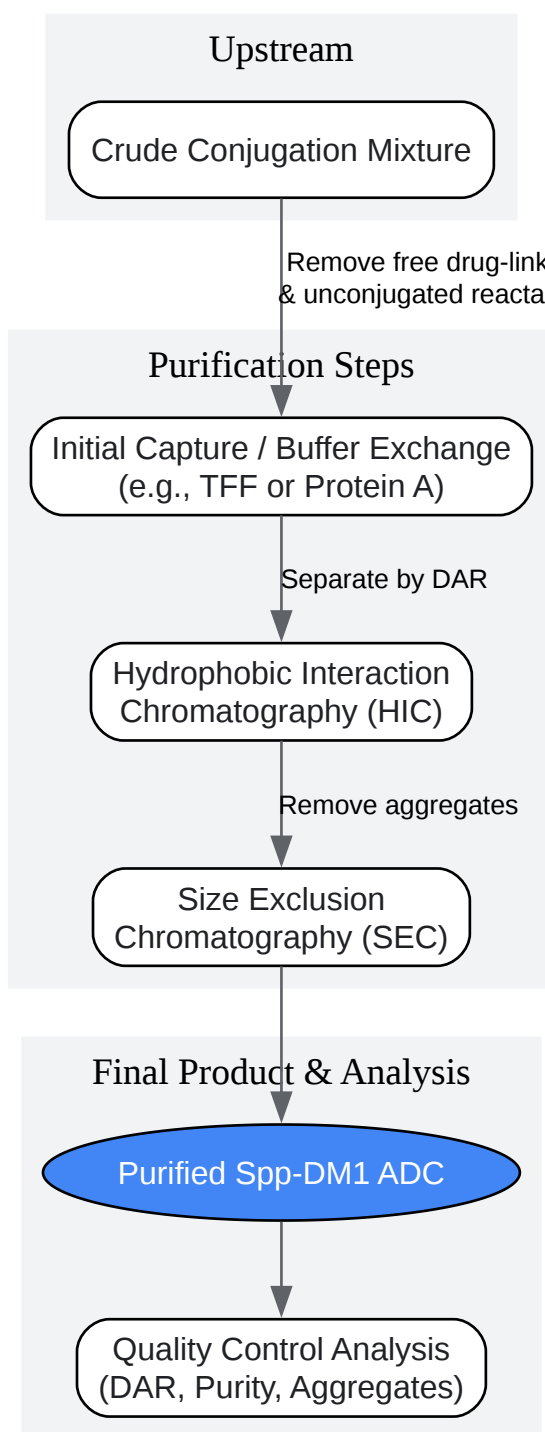 Upstream
Crude Conjugation Mixture
Remove free drug-link
& unconjugated reacta
Purification Steps
Initial Capture / Buffer Exchange
(e.g., TFF or Protein A)
Separate by DAR
Hydrophobic Interaction
Chromatography (HIC)
Remove aggregates
Size Exclusion
Chromatography (SEC)
Final Product & Analysis
Purified Spp-DM1 ADC
Quality Control Analysis
(DAR, Purity, Aggregates)